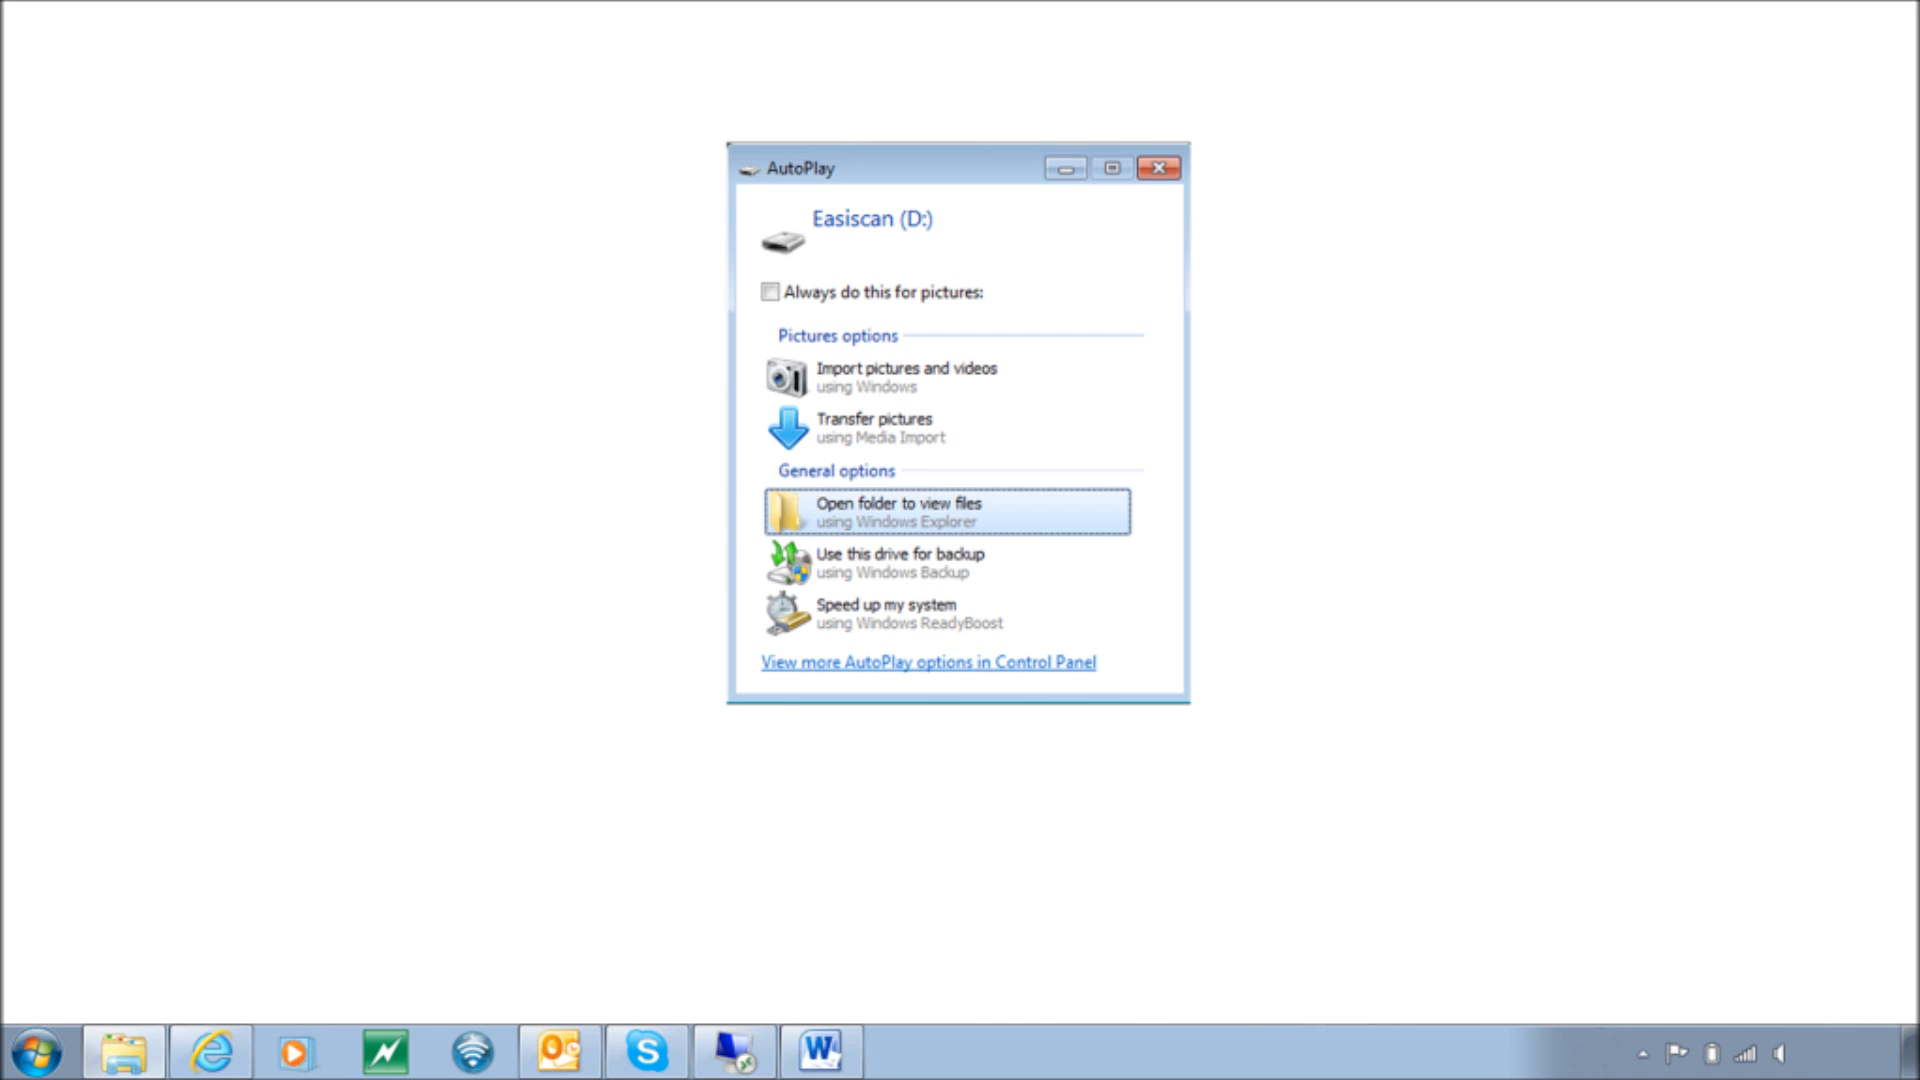 AutoPlay
Easiscan (D:)
Always do this for pictures:
Pictures options
Import pictures and videos
using Windows
Transfer pictures
using Media Import
General options
Open folder to view files
using Windows Explorer
Use this drive for backup
using Windows Backup
Speed up my system
using Windows ReadyBoost
View more AutoPlay options in Control Panel